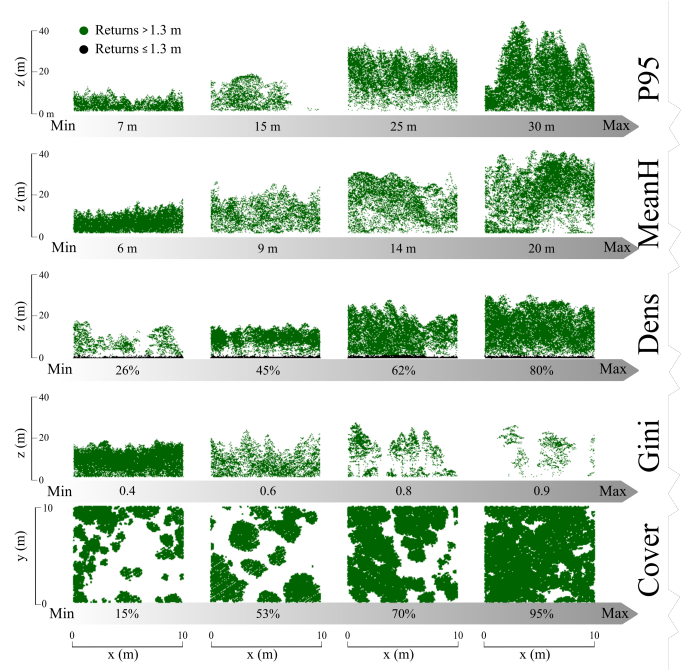 Returns > 1.3 m
Returns ≤ 1.3 m
40
20
0 m
z (m)
P95
Min 7 m 15 m 25 m 30 m Max
40
20
0
z (m)
MeanH
Min 6 m 9 m 14 m 20 m Max
40
20
0
z (m)
Dens
Min 26% 45% 62% 80% Max
40
20
0
z (m)
Gini
Min 0.4 0.6 0.8 0.9 Max
10
0
y (m)
Cover
Min 15% 53% 70% 95% Max
0 10 0 10 0 10 0 10
x (m) x (m) x (m) x (m)